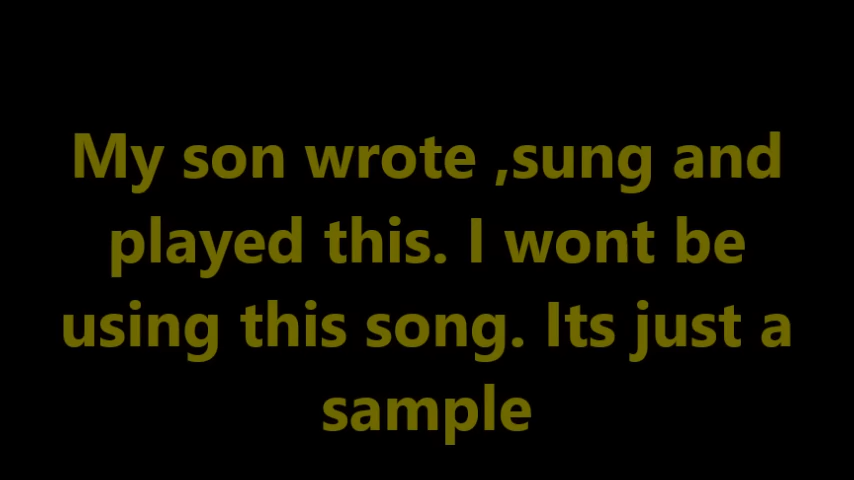 My son wrote ,sung and
played this. I wont be
using this song. Its just a
sample